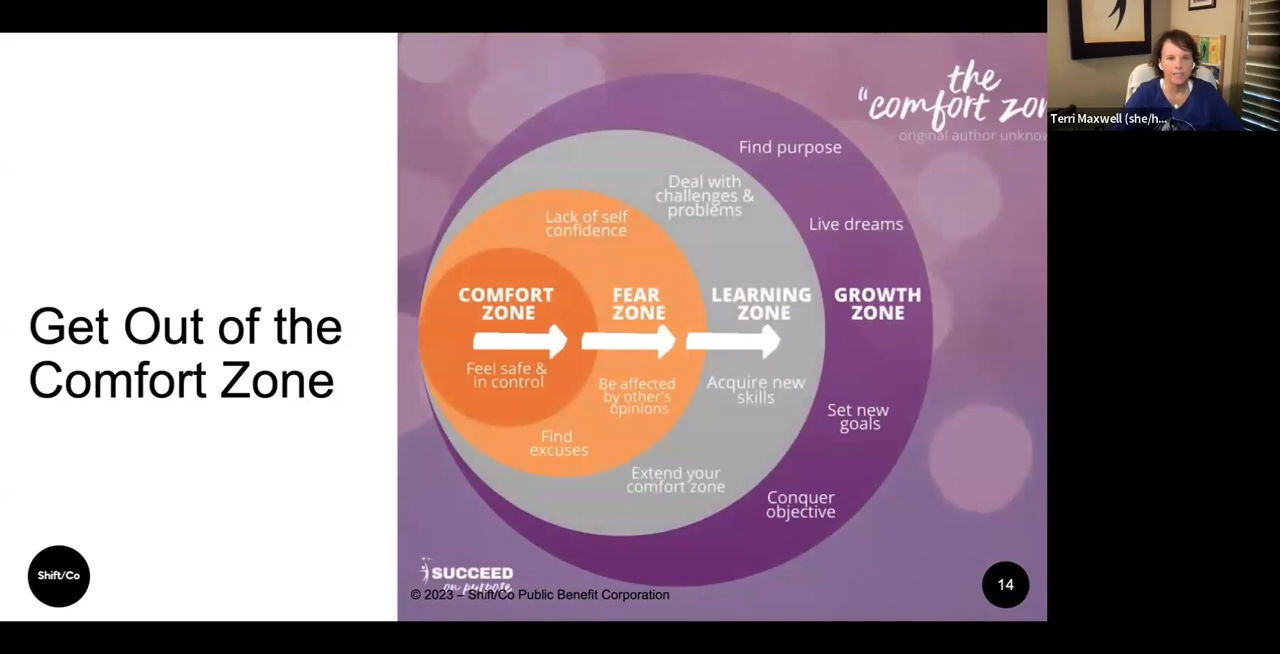 Get Out of the
Comfort Zone
Shift/Co
the
"comfort zon
original author unknow
Find purpose
Deal with
challenges &
problems
Live dreams
Lack of self
confidence
COMFORT
ZONE
FEAR
ZONE
LEARNING
ZONE
GROWTH
ZONE
Feel safe &
in control
Be affected
by other's
opinions
Acquire new
skills
Set new
goals
Find
excuses
Extend your
comfort zone
Conquer
objective
SUCCEED
on purpose
© 2023 – Shift/Co Public Benefit Corporation
14
Terri Maxwell (she/h...